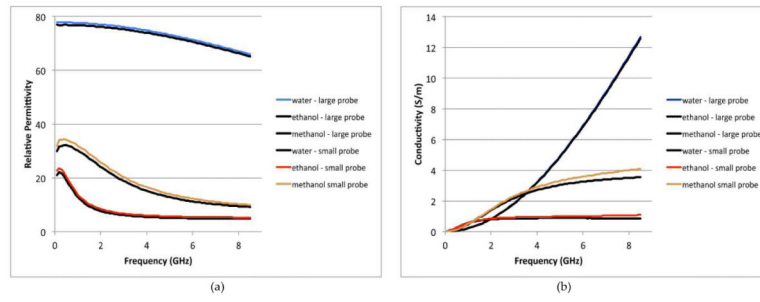 80
60
40
20
0
Relative Permittivity
0 2 4 6 8
Frequency (GHz)
water - large probe
ethanol - large probe
methanol - large probe
water - small probe
ethanol - small probe
methanol small probe
(a)
14
12
10
8
6
4
2
0
Conductivity (S/m)
0 2 4 6 8
Frequency (GHz)
water - large probe
ethanol - large probe
methanol - large probe
water - small probe
ethanol - small probe
methanol small probe
(b)